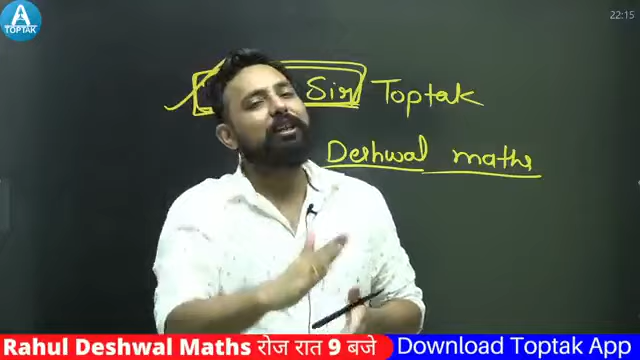 A
TOPTAK
22:15
Sir Toptak
Deshwal maths
Rahul Deshwal Maths रोज रात 9 बजे
Download Toptak App